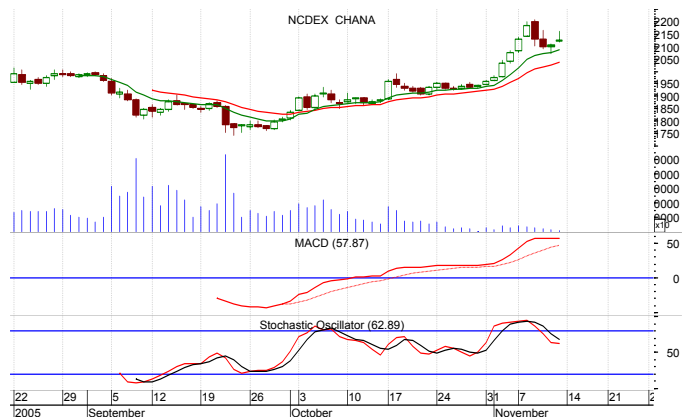 NCDEX CHANA
2200
2150
2100
2050
1950
1900
1850
1800
1750
x10
MACD (57.87)
50
0
Stochastic Oscillator (62.89)
50
22 29 5 12 19 26 3 10 17 24 31 7 14 21
2005 September October November